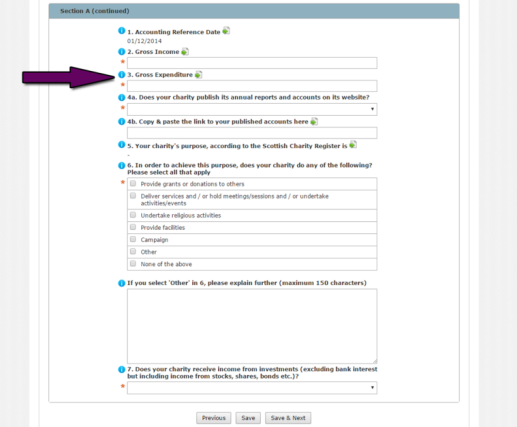 Section A (continued)
1. Accounting Reference Date
01/12/2014
2. Gross Income
*
3. Gross Expenditure
*
4a. Does your charity publish its annual reports and accounts on its website?
*
4b. Copy & paste the link to your published accounts here
5. Your charity's purpose, according to the Scottish Charity Register is
-
6. In order to achieve this purpose, does your charity do any of the following?
Please select all that apply
* Provide grants or donations to others
Deliver services and / or hold meetings/sessions and / or undertake
activities/events
Undertake religious activities
Provide facilities
Campaign
Other
None of the above
If you select 'Other' in 6, please explain further (maximum 150 characters)
7. Does your charity receive income from investments (excluding bank interest
but including income from stocks, shares, bonds etc.)?
*
Previous Save Save & Next